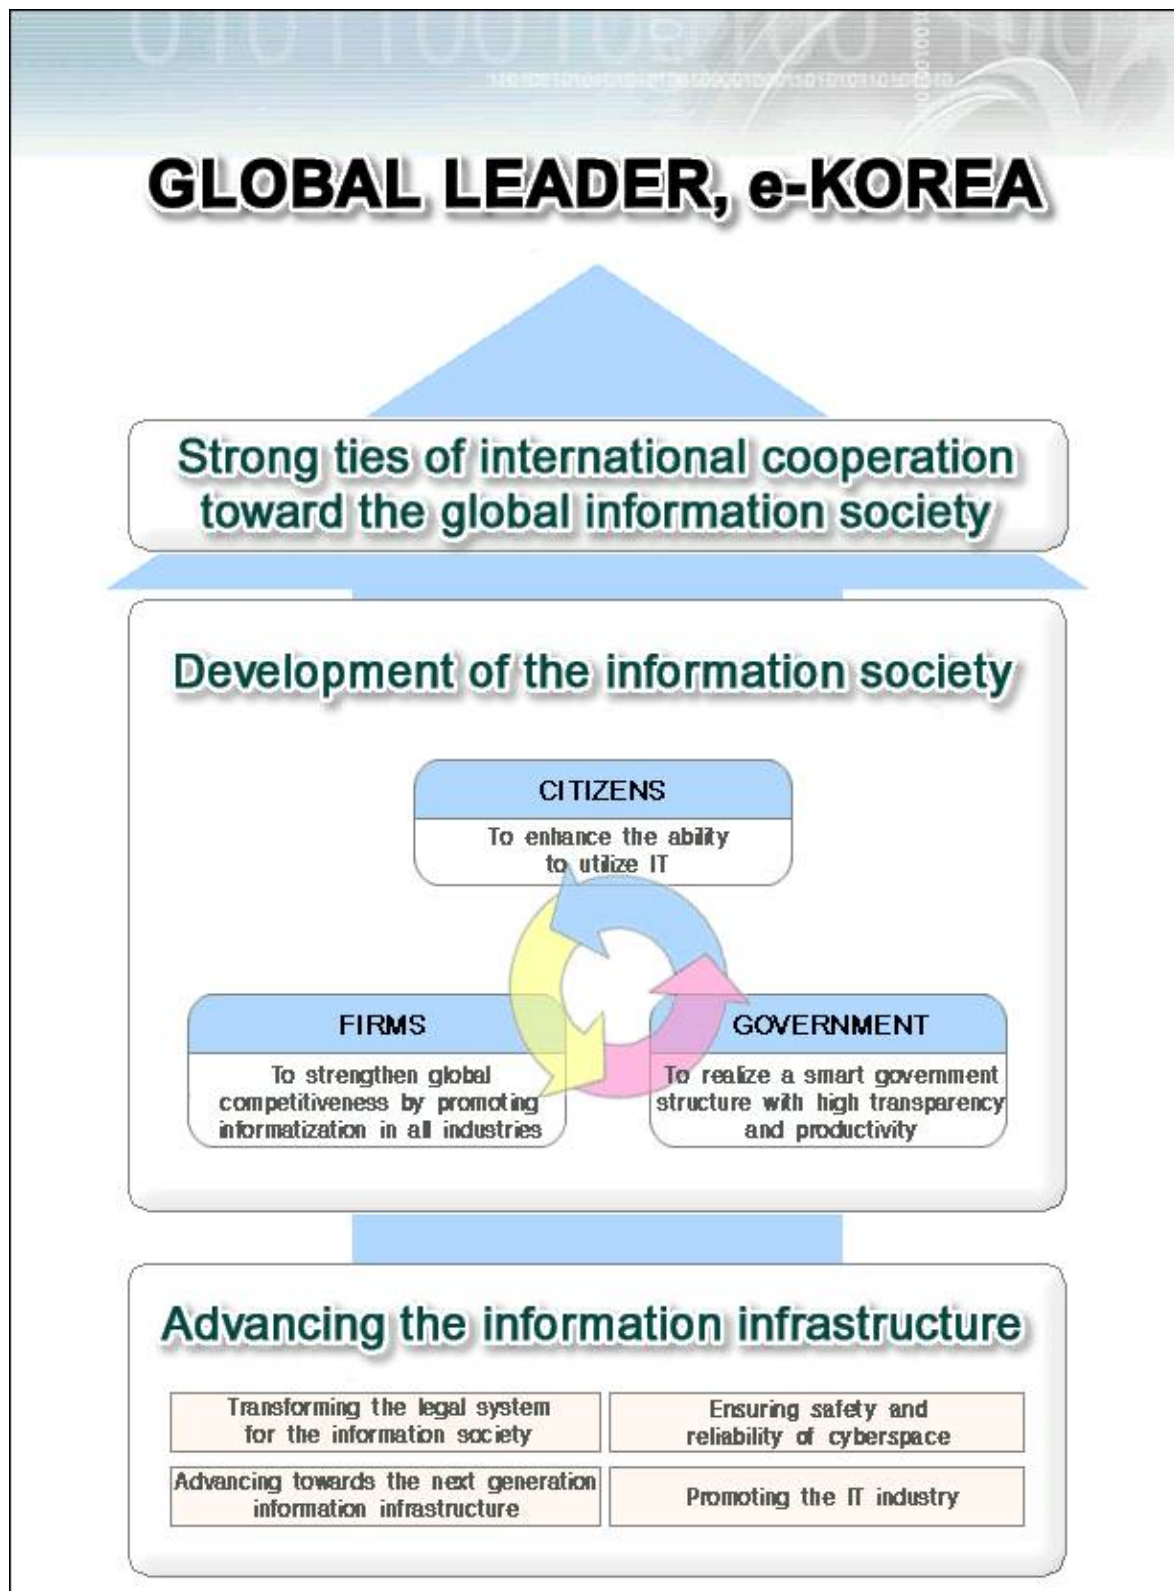 GLOBAL LEADER, e-KOREA
Strong ties of international cooperation
toward the global information society
Development of the information society
CITIZENS
To enhance the ability
to utilize IT
FIRMS
To strengthen global
competitiveness by promoting
informatization in all industries
GOVERNMENT
To realize a smart government
structure with high transparency
and productivity
Advancing the information infrastructure
Transforming the legal system
for the information society
Ensuring safety and
reliability of cyberspace
Advancing towards the next generation
information infrastructure
Promoting the IT industry